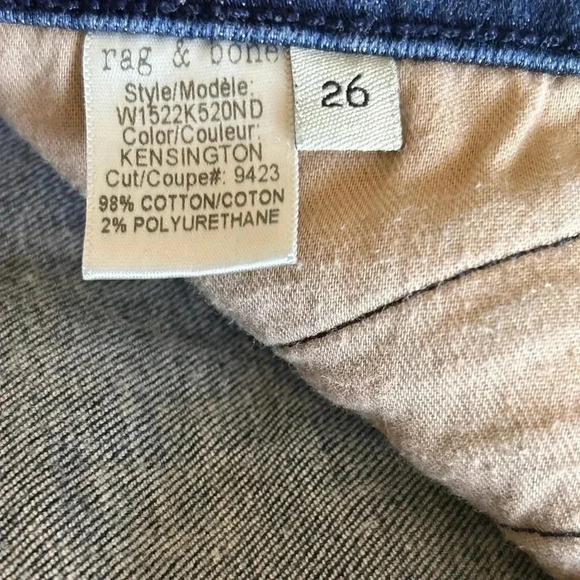 rag & bone
Style/Modèle:
W1522K520ND
Color/Couleur:
KENSINGTON
Cut/Coupe#: 9423
98% COTTON/COTON
2% POLYURETHANE
26